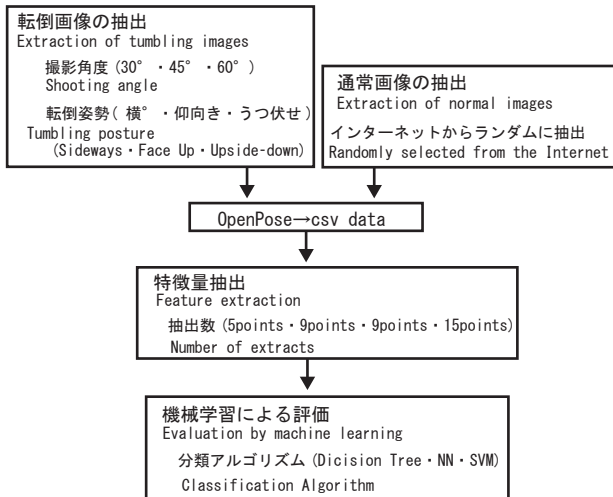 転倒画像の抽出
Extraction of tumbling images
撮影角度 (30°・45°・60°)
Shooting angle
転倒姿勢( 横°・仰向き・うつ伏せ)
Tumbling posture
(Sideways・Face Up・Upside-down)
通常画像の抽出
Extraction of normal images
インターネットからランダムに抽出
Randomly selected from the Internet
OpenPose→csv data
特徴量抽出
Feature extraction
抽出数 (5points・9points・9points・15points)
Number of extracts
機械学習による評価
Evaluation by machine learning
分類アルゴリズム (Dicision Tree・NN・SVM)
Classification Algorithm